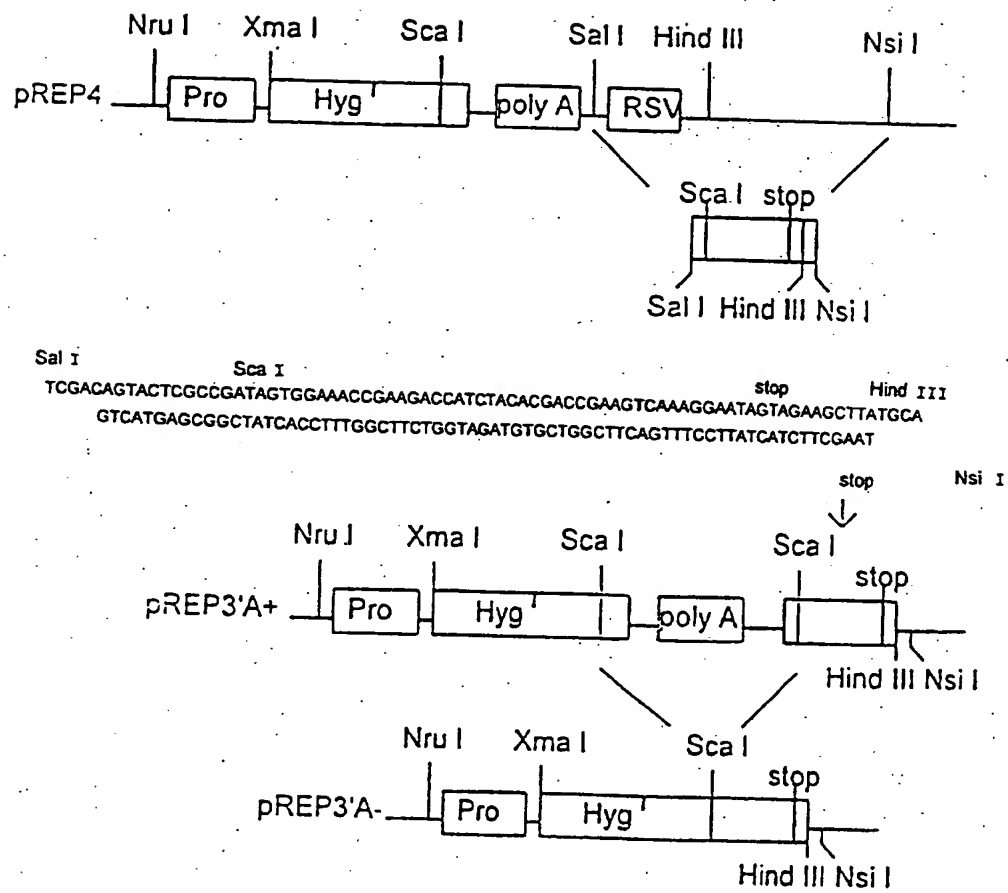 Nru I Xma I Sca I Sal I Hind III Nsi I
pREP4 Pro Hyg' poly A RSV
Sca I stop
Sal I Hind III Nsi I
Sal I Sca I stop Hind III
TCGACAGTACTCGCCGATAGTGGAAACCGAAGACCATCTACACGACCGAAGTCAAAGGAATAGTAGAAGCTTATGCA
GTCATGAGCGGCTATCACCTTTGGCTTCTGGTAGATGTGCTGGCTTCAGTTTCCTTATCATCTTCGAAT
stop Nsi I
Nru I Xma I Sca I Sca I stop
pREP3'A+ Pro Hyg' poly A
Hind III Nsi I
Nru I Xma I Sca I stop
pREP3'A- Pro Hyg'
Hind III Nsi I